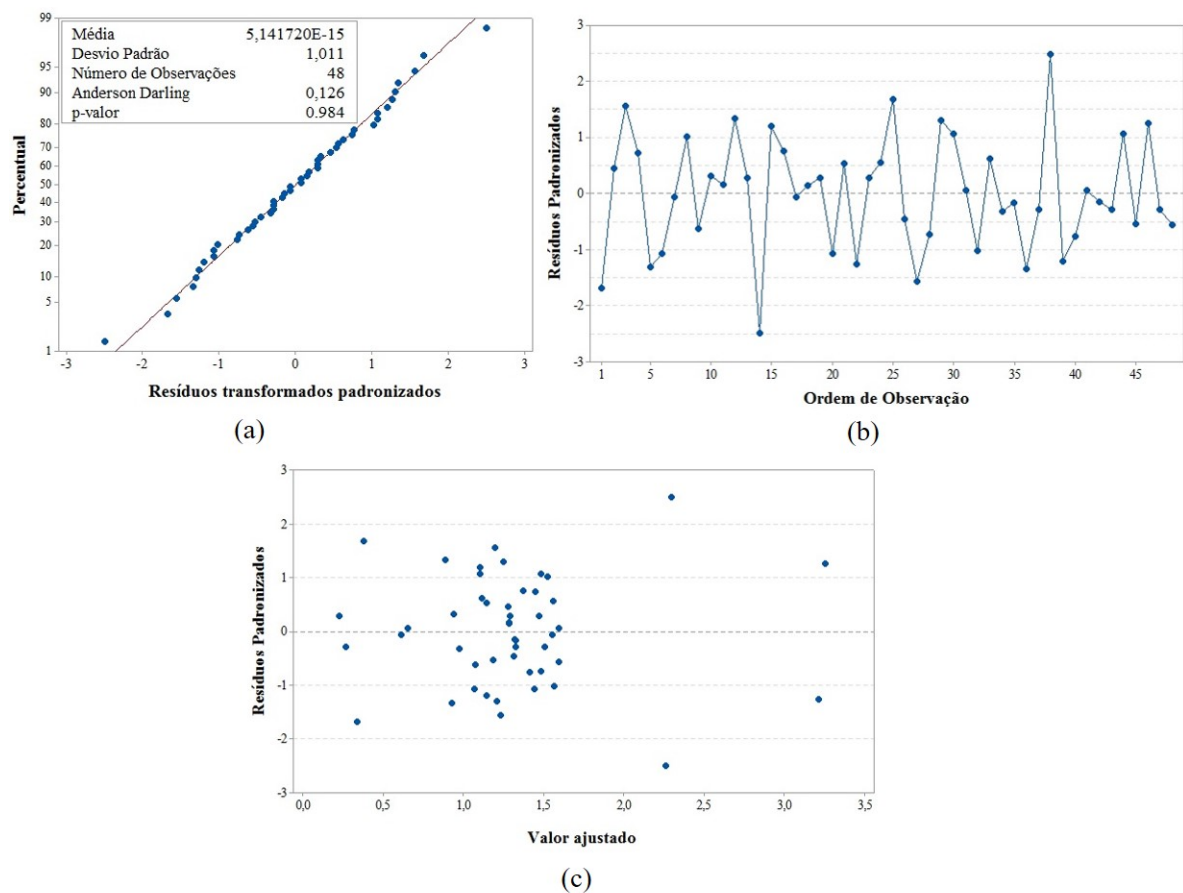 99
95
90
80
70
60
50
40
30
20
10
5
1
Percentual
Média 5,141720E-15
Desvio Padrão 1,011
Número de Observações 48
Anderson Darling 0,126
p-valor 0.984
-3 -2 -1 0 1 2 3
Resíduos transformados padronizados
(a)
3
2
1
0
-1
-2
-3
Resíduos Padronizados
1 5 10 15 20 25 30 35 40 45
Ordem de Observação
(b)
3
2
1
0
-1
-2
-3
Resíduos Padronizados
0,0 0,5 1,0 1,5 2,0 2,5 3,0 3,5
Valor ajustado
(c)